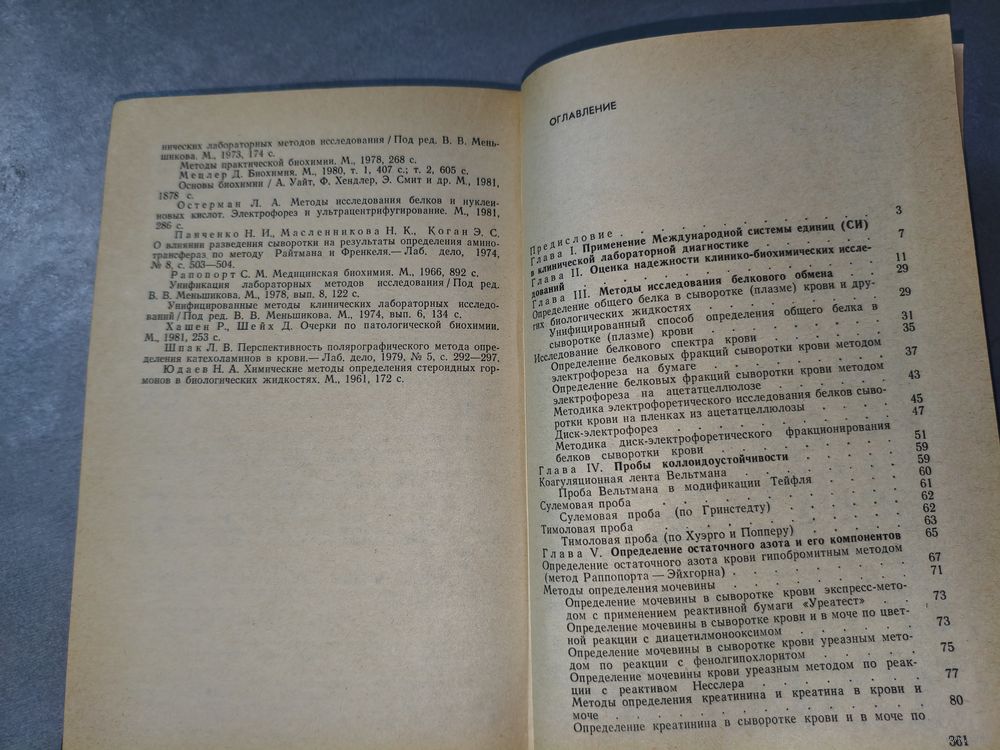 нических лабораторных методов исследования / Под ред. В. В. Мень-
шикова. М., 1973, 174 с.
Методы практической биохимии. М., 1978, 268 с.
Мецлер Д. Биохимия. М., 1980, т. 1, 407 с.; т. 2, 605 с.
Основы биохимии / А. Уайт, Ф. Хендлер, Э. Смит и др. М., 1981,
1878 с.
Остерман Л. А. Методы исследования белков и нуклеи-
новых кислот. Электрофорез и ультрацентрифугирование. М., 1981,
286 с.
Панченко Н. И., Масленникова Н. К., Коган Э. С.
О влиянии разведения сыворотки на результаты определения амино-
трансфераз по методу Райтмана и Френкеля.— Лаб. дело, 1974,
№ 8, с. 503—504.
Рапопорт С. М. Медицинская биохимия. М., 1966, 892 с.
Унификация лабораторных методов исследования / Под ред.
В. В. Меньшикова. М., 1978, вып. 8, 122 с.
Унифицированные методы клинических лабораторных исследо-
ваний / Под ред. В. В. Меньшикова. М., 1974, вып. 6, 134 с.
Хашен Р., Шейх Д. Очерки по патологической биохимии.
М., 1981, 253 с.
Шпак Л. В. Перспективность полярографического метода опре-
деления катехоламинов в крови.— Лаб. дело, 1979, № 5, с. 292—297.
Юдаев Н. А. Химические методы определения стероидных гор-
монов в биологических жидкостях. М., 1961, 172 с.
ОГЛАВЛЕНИЕ
Предисловие . . . . . . . . . . 3
Глава I. Применение Международной системы единиц (СИ)
в клинической лабораторной диагностике . . . . 7
Глава II. Оценка надежности клинико-биохимических иссле-
дований . . . . . . . . . . 11
Глава III. Методы исследования белкового обмена . . 29
Определение общего белка в сыворотке (плазме) крови и дру-
гих биологических жидкостях . . . . . . 29
Унифицированный способ определения общего белка в
сыворотке (плазме) крови . . . . . . 31
Исследование белкового спектра крови . . . . . 35
Определение белковых фракций сыворотки крови методом
электрофореза на бумаге . . . . . . 37
Определение белковых фракций сыворотки крови методом
электрофореза на ацетатцеллюлозе . . . . 43
Методика электрофоретического исследования белков сыво-
ротки крови на пленках из ацетатцеллюлозы . . . 45
Диск-электрофорез . . . . . . . . 47
Методика диск-электрофоретического фракционирования
белков сыворотки крови . . . . . . 51
Глава IV. Пробы коллоидоустойчивости . . . . 59
Коагуляционная лента Вельтмана . . . . . . 59
Проба Вельтмана в модификации Тейфля . . . 60
Сулемовая проба . . . . . . . . . 61
Сулемовая проба (по Гринстедту) . . . . . 62
Тимоловая проба . . . . . . . . . 62
Тимоловая проба (по Хуэрго и Попперу) . . . . 63
Глава V. Определение остаточного азота и его компонентов 65
Определение остаточного азота крови гипобромитным методом
(метод Раппопорта — Эйхгорна) . . . . . . 67
Методы определения мочевины . . . . . . 71
Определение мочевины в сыворотке крови экспресс-мето-
дом с применением реактивной бумаги «Уреатест» . . 73
Определение мочевины в сыворотке крови и в моче по цвет-
ной реакции с диацетилмонооксимом . . . . 73
Определение мочевины в сыворотке крови уреазным мето-
дом по реакции с фенолгипохлоритом . . . . 75
Определение мочевины крови уреазным методом по реак-
ции с реактивом Несслера . . . . . . 77
Методы определения креатинина и креатина в крови и
моче . . . . . . . . . . 80
Определение креатинина в сыворотке крови и в моче по
361